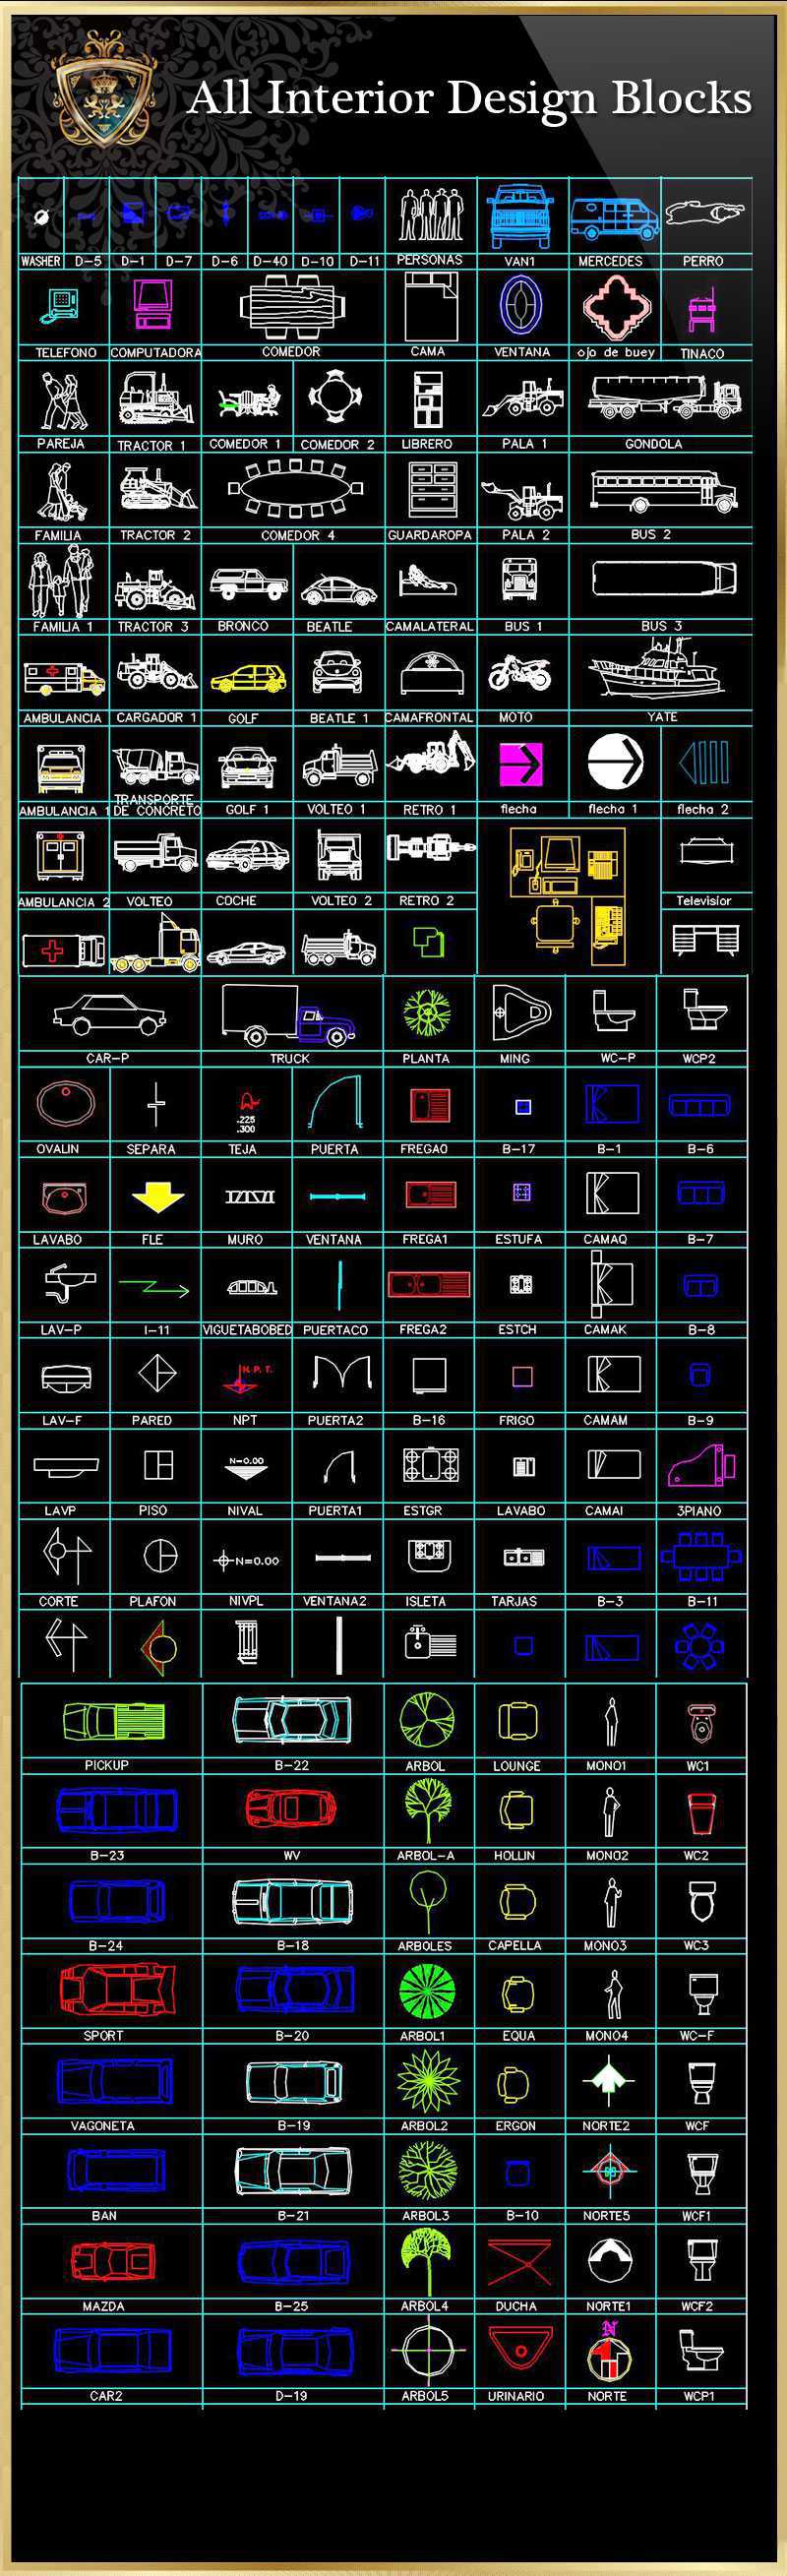 All Interior Design Blocks
WASHER D-5 D-1 D-7 D-6 D-40 D-10 D-11 PERSONAS VAN1 MERCEDES PERRO
TELEFONO COMPUTADORA COMEDOR CAMA VENTANA ojo de buey TINACO
PAREJA TRACTOR 1 COMEDOR 1 COMEDOR 2 LIBRERO PALA 1 GONDOLA
FAMILIA TRACTOR 2 COMEDOR 4 GUARDAROPA PALA 2 BUS 2
FAMILIA 1 TRACTOR 3 BRONCO BEATLE CAMALATERAL BUS 1 BUS 3
AMBULANCIA CARGADOR 1 GOLF BEATLE 1 CAMAFRONTAL MOTO YATE
AMBULANCIA 1 TRANSPORTE DE CONCRETO GOLF 1 VOLTEO 1 RETRO 1 flecha flecha 1 flecha 2
AMBULANCIA 2 VOLTEO COCHE VOLTEO 2 RETRO 2 Televisior
CAR-P TRUCK PLANTA MING WC-P WCP2
.225
.300
OVALIN SEPARA TEJA PUERTA FREGAO B-17 B-1 B-6
LAVABO FLE MURO VENTANA FREGA1 ESTUFA CAMAQ B-7
LAV-P I-11 VIGUETABOBED PUERTACO FREGA2 ESTCH CAMAK B-8
N. P. T.
LAV-F PARED NPT PUERTA2 B-16 FRIGO CAMAM B-9
N=0.00
LAVP PISO NIVAL PUERTA1 ESTGR LAVABO CAMAI 3PIANO
N=0.00
CORTE PLAFON NIVPL VENTANA2 ISLETA TARJAS B-3 B-11
PICKUP B-22 ARBOL LOUNGE MONO1 WC1
B-23 WV ARBOL-A HOLLIN MONO2 WC2
B-24 B-18 ARBOLES CAPELLA MONO3 WC3
SPORT B-20 ARBOL1 EQUA MONO4 WC-F
VAGONETA B-19 ARBOL2 ERGON NORTE2 WCF
BAN B-21 ARBOL3 B-10 NORTE5 WCF1
MAZDA B-25 ARBOL4 DUCHA NORTE1 WCF2
N
CAR2 D-19 ARBOL5 URINARIO NORTE WCP1